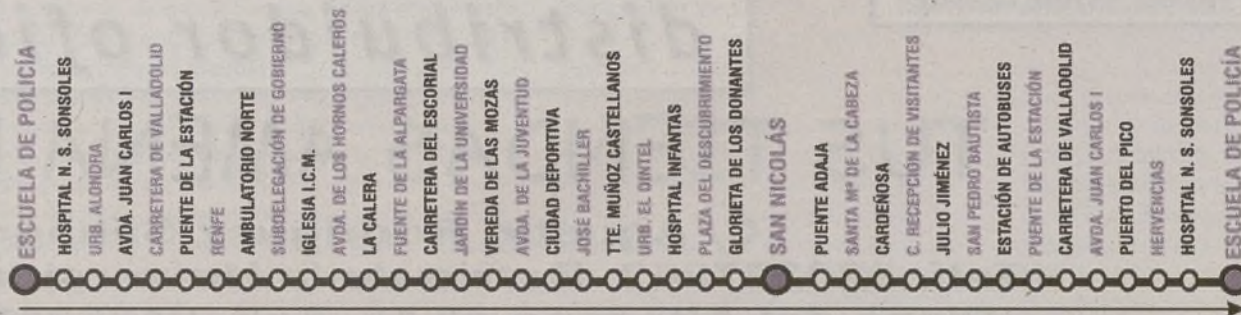 ESCUELA DE POLICÍA
HOSPITAL N. S. SONSOLES
URB. ALONDRA
AVDA. JUAN CARLOS I
CARRETERA DE VALLADOLID
PUENTE DE LA ESTACIÓN
RENFE
AMBULATORIO NORTE
SUBDELEGACIÓN DE GOBIERNO
IGLESIA I.C.M.
AVDA. DE LOS HORNOS CALEROS
LA CALERA
FUENTE DE LA ALPARGATA
CARRETERA DEL ESCORIAL
JARDÍN DE LA UNIVERSIDAD
VEREDA DE LAS MOZAS
AVDA. DE LA JUVENTUD
CIUDAD DEPORTIVA
JOSÉ BACHILLER
TTE. MUÑOZ CASTELLANOS
URB. EL DINTEL
HOSPITAL INFANTAS
PLAZA DEL DESCUBRIMIENTO
GLORIETA DE LOS DONANTES
SAN NICOLÁS
PUENTE ADAJA
SANTA Mª DE LA CABEZA
CARDEÑOSA
C. RECEPCIÓN DE VISITANTES
JULIO JIMÉNEZ
SAN PEDRO BAUTISTA
ESTACIÓN DE AUTOBUSES
PUENTE DE LA ESTACIÓN
CARRETERA DE VALLADOLID
AVDA. JUAN CARLOS I
PUERTO DEL PICO
HERVENCIAS
HOSPITAL N. S. SONSOLES
ESCUELA DE POLICÍA